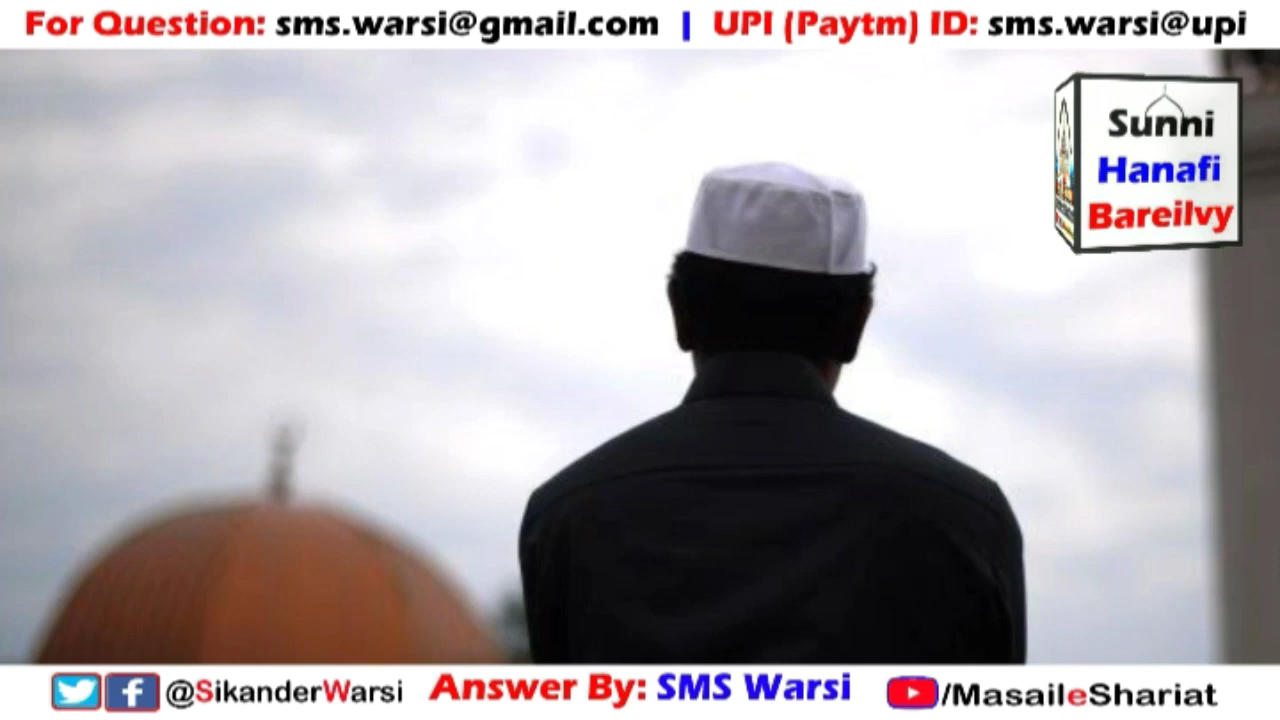 For Question: sms.warsi@gmail.com | UPI (Paytm) ID: sms.warsi@upi
Sunni
Hanafi
Bareilvy
@SikanderWarsi Answer By: SMS Warsi /MasaileShariat